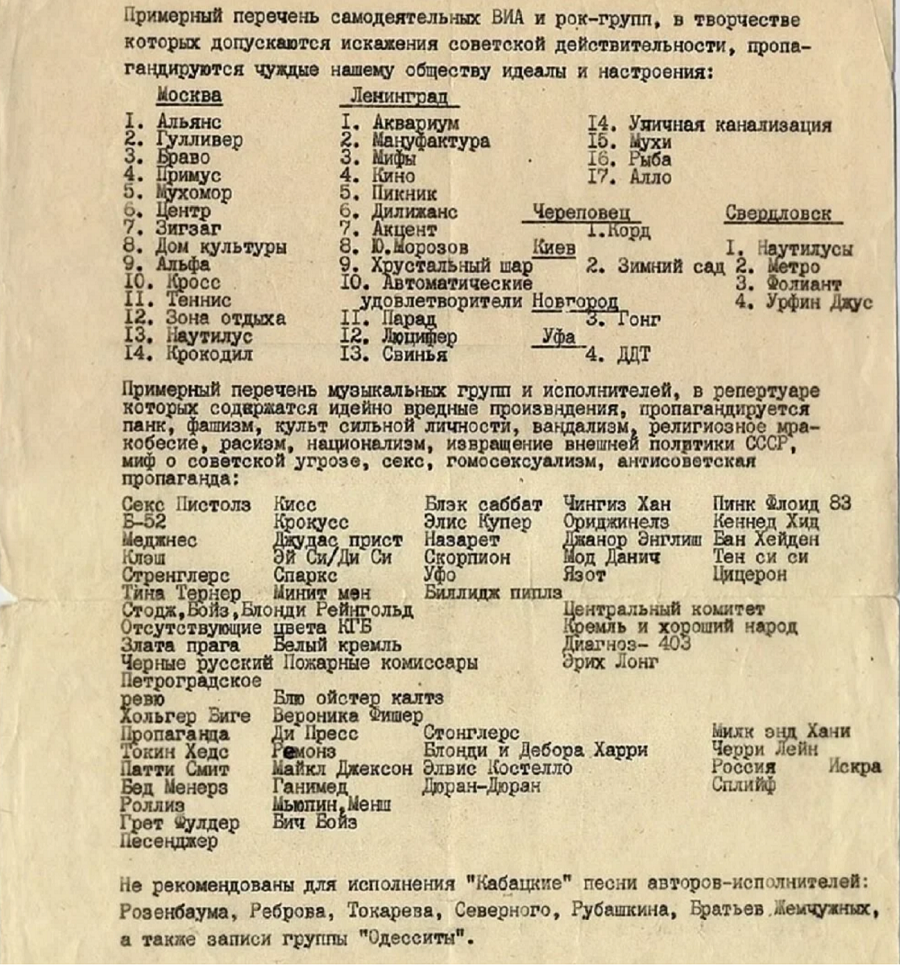 Примерный перечень самодеятельных ВИА и рок-групп, в творчестве
которых допускаются искажения советской действительности, пропа-
гандируются чуждые нашему обществу идеалы и настроения:
Москва Ленинград
1. Альянс 1. Аквариум 14. Уличная канализация
2. Гулливер 2. Мануфактура 15. Мухи
3. Браво 3. Мифы 16. Рыба
4. Примус 4. Кино 17. Алло
5. Мухомор 5. Пикник
6. Центр 6. Дилижанс Череповец Свердловск
7. Зигзаг 7. Акцент 1.Корд
8. Дом культуры 8. Ю.Морозов Киев 1. Наутилусы
9. Альфа 9. Хрустальный шар 2. Зимний сад 2. Метро
10. Кросс 10. Автоматические 3. Фолиант
11. Теннис удовлетворители Новгород 4. Урфин Джус
12. Зона отдыха 11. Парад 3. Гонг
13. Наутилус 12. Люцифер Уфа
14. Крокодил 13. Свинья 4. ДДТ
Примерный перечень музыкальных групп и исполнителей, в репертуаре
которых содержатся идейно вредные произвндения, пропагандируется
панк, фашизм, культ сильной личности, вандализм, религиозное мра-
кобесие, расизм, национализм, извращение внешней политики СССР,
миф о советской угрозе, секс, гомосексуализм, антисоветская
пропаганда:
Секс Пистолз Кисс Блэк саббат Чингиз Хан Пинк Флоид 83
Б-52 Крокусс Элис Купер Ориджинелз Кеннед Хид
Меджнес Джудас прист Назарет Джанор Энглиш Ван Хейден
Клэш Эй Си/Ди Си Скорпион Мод Данич Тен си си
Стренглерс Спаркс Уфо Язот Цицерон
Тина Тернер Минит мен Биллидж пиплз
Стодж,Бойз,Блонди Рейнгольд Центральный комитет
Отсутствующие цвета КГБ Кремль и хороший народ
Злата прага Белый кремль Диагноз- 403
Черные русский Пожарные комиссары Эрих Лонг
Петроградское
ревю Блю ойстер калтз
Хольгер Биге Вероника Фишер
Пропаганда Ди Пресс Стонглерс Милк энд Хани
Токин Хедс Ремонз Блонди и Дебора Харри Черри Лейн
Патти Смит Майкл Джексон Элвис Костелло Россия Искра
Бед Менерз Ганимед Дюран-Дюран Сплийф
Роллиз Мьюпин,Менш
Грет Фулдер Бич Бойз
Песенджер
Не рекомендованы для исполнения "Кабацкие" песни авторов-исполнителей:
Розенбаума, Реброва, Токарева, Северного, Рубашкина, Братьев Жемчужных,
а также записи группы "Одесситы".